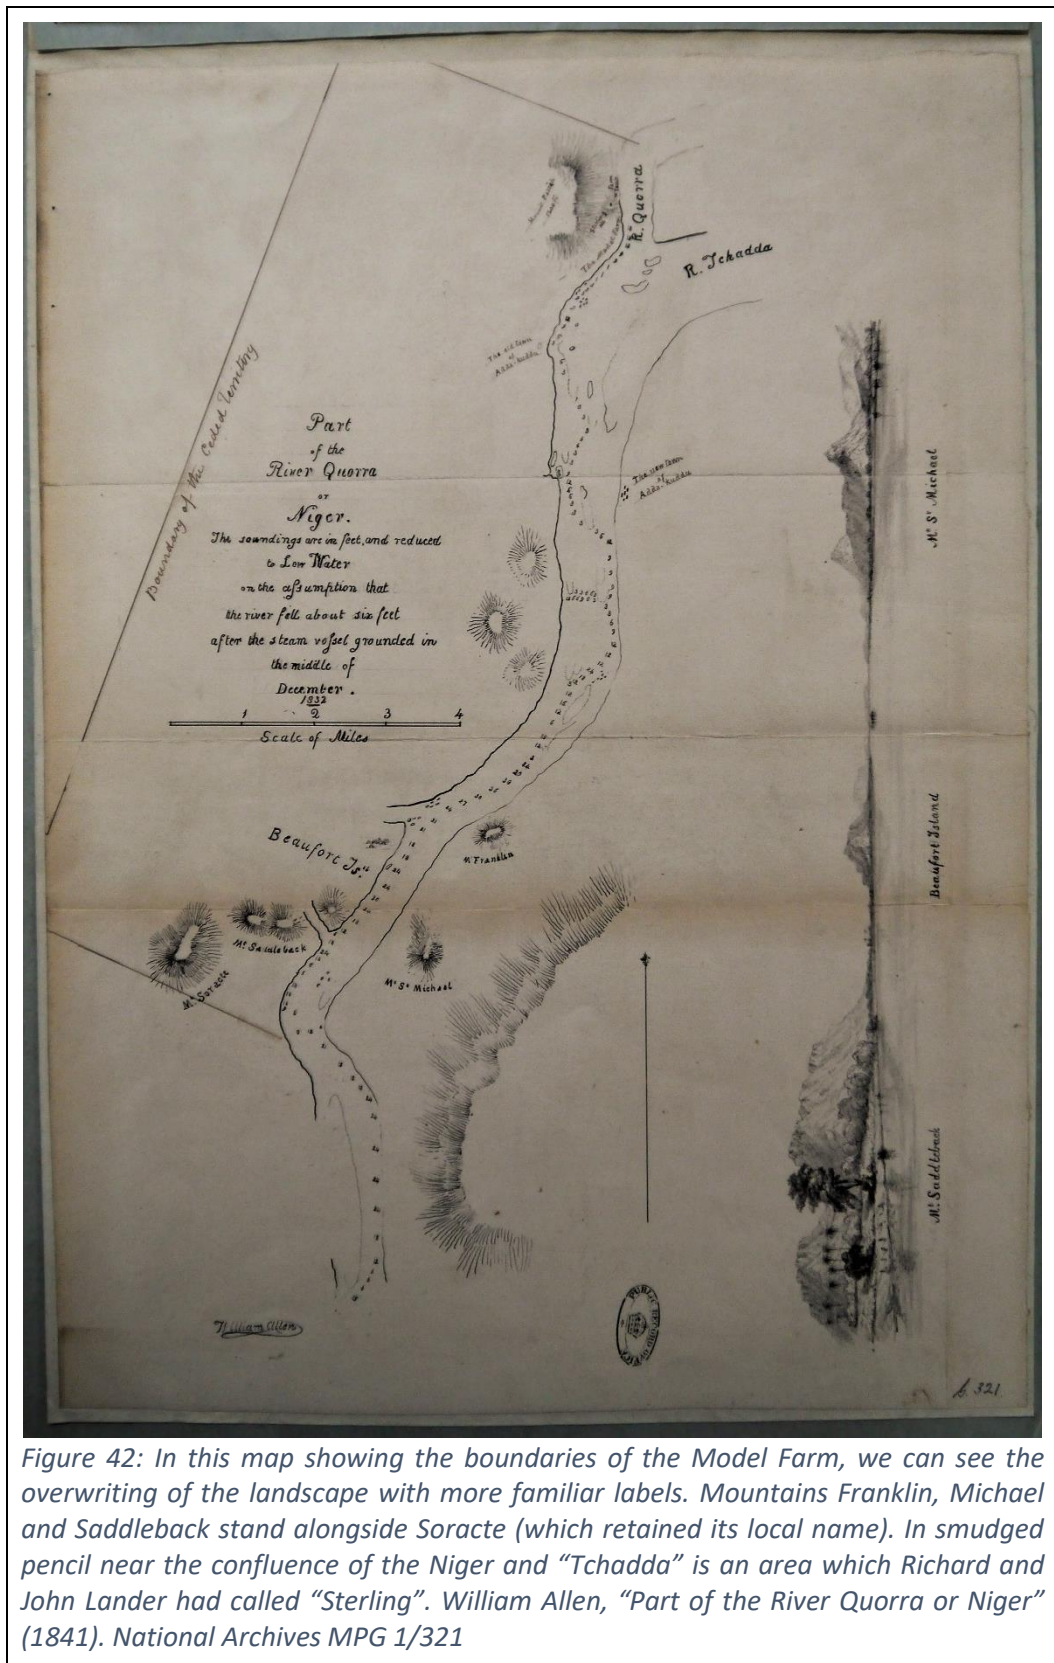 Boundary of the Ceded Territory
R. Quorra
R. Tchadda
The Model Farm
The old town
of
Adda-Kuddu
The new town
of
Adda-Kuddu
Part
of the
River Quorra
or
Niger.
The soundings are in feet, and reduced
to Low Water
on the assumption that
the river fell about six feet
after the steam vessel grounded in
the middle of
December.
1832
1 2 3 4
Scale of Miles
Beaufort Isd.
Mt. Franklin
Mt. Saddleback
Mt. Soracte
Mt. St. Michael
Mt. St. Michael
Beaufort Island
Mt. Saddleback
William Allen
PUBLIC RECORD OFFICE
321
Figure 42: In this map showing the boundaries of the Model Farm, we can see the
overwriting of the landscape with more familiar labels. Mountains Franklin, Michael
and Saddleback stand alongside Soracte (which retained its local name). In smudged
pencil near the confluence of the Niger and “Tchadda” is an area which Richard and
John Lander had called “Sterling”. William Allen, “Part of the River Quorra or Niger”
(1841). National Archives MPG 1/321